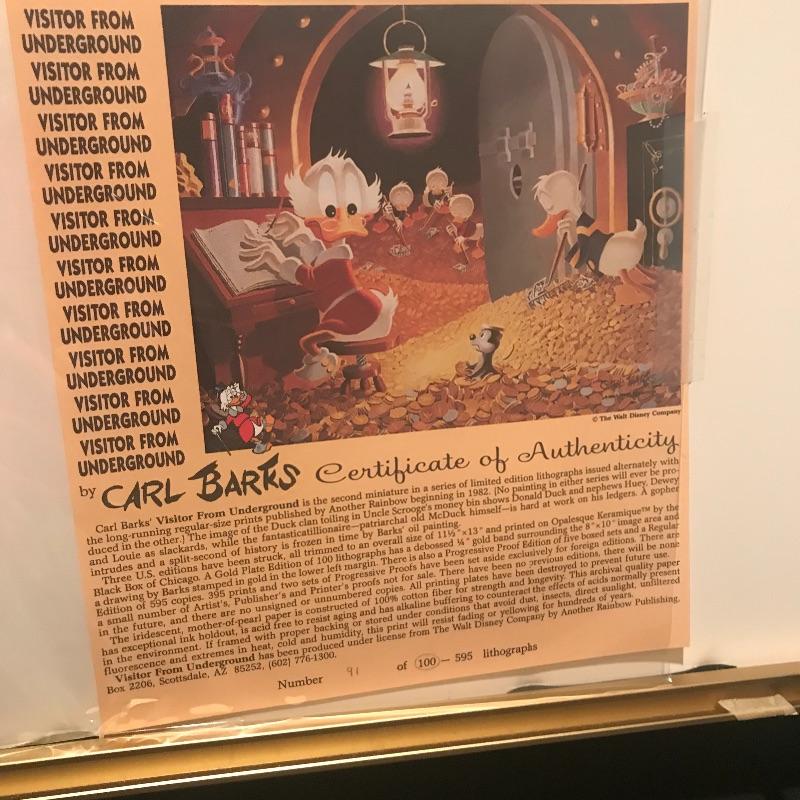 VISITOR FROM
UNDERGROUND
VISITOR FROM
UNDERGROUND
VISITOR FROM
UNDERGROUND
VISITOR FROM
UNDERGROUND
VISITOR FROM
UNDERGROUND
VISITOR FROM
UNDERGROUND
VISITOR FROM
UNDERGROUND
VISITOR FROM
UNDERGROUND
VISITOR FROM
UNDERGROUND
VISITOR FROM
UNDERGROUND
© The Walt Disney Company
by CARL BARKS Certificate of Authenticity
Carl Barks' Visitor From Underground is the second miniature in a series of limited edition lithographs issued alternately with
the long-running regular-size prints published by Another Rainbow beginning in 1982. (No painting in either series will ever be pro-
duced in the other.) The image of the Duck clan toiling in Uncle Scrooge's money bin shows Donald Duck and nephews Huey, Dewey
and Louie as slackards, while the fantasticatillionaire—patriarchal old McDuck himself—is hard at work on his ledgers. A gopher
intrudes and a split-second of history is frozen in time by Barks' oil painting.
Three U.S. editions have been struck, all trimmed to an overall size of 11½"×13" and printed on Opalesque Keramique™ by the
Black Box of Chicago. A Gold Plate Edition of 100 lithographs has a debossed ¼" gold band surrounding the 8"×10" image area and
a drawing by Barks stamped in gold in the lower left margin. There is also a Progressive Proof Edition of five boxed sets and a Regular
Edition of 595 copies. 395 prints and two sets of Progressive Proofs have been set aside exclusively for foreign editions. There are
a small number of Artist's, Publisher's and Printer's proofs not for sale. There have been no previous editions, there will be none
in the future, and there are no unsigned or unnumbered copies. All printing plates have been destroyed to prevent future use.
The iridescent, mother-of-pearl paper is constructed of 100% cotton fiber for strength and longevity. This archival quality paper
has exceptional ink holdout, is acid free to resist aging and has alkaline buffering to counteract the effects of acids normally present
in the environment. If framed with proper backing or stored under conditions that avoid dust, insects, direct sunlight, unfiltered
fluorescence and extremes in heat, cold and humidity, this print will resist fading or yellowing for hundreds of years.
Visitor From Underground has been produced under license from The Walt Disney Company by Another Rainbow Publishing,
Box 2206, Scottsdale, AZ 85252, (602) 776-1300.
Number 91 of 100 — 595 lithographs